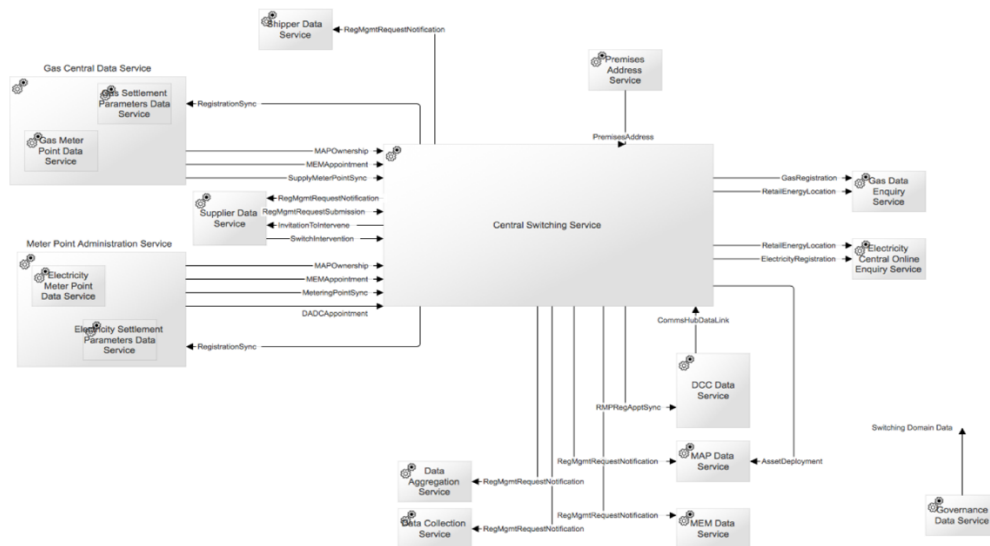 Shipper Data
Service
RegMgmtRequestNotification
Premises
Address
Service
PremisesAddress
Gas Central Data Service
Gas Settlement
Parameters Data
Service
Gas Meter
Point Data
Service
RegistrationSync
MAPOwnership
MEMAppointment
SupplyMeterPointSync
Supplier Data
Service
RegMgmtRequestNotification
RegMgmtRequestSubmission
InvitationToIntervene
SwitchIntervention
Central Switching Service
GasRegistration
RetailEnergyLocation
Gas Data
Enquiry
Service
RetailEnergyLocation
ElectricityRegistration
Electricity
Central Online
Enquiry Service
Meter Point Administration Service
Electricity
Meter Point
Data Service
Electricity Settlement
Parameters Data
Service
MAPOwnership
MEMAppointment
MeteringPointSync
DADCAppointment
RegistrationSync
CommsHubDataLink
DCC Data
Service
RMPRegApptSync
RegMgmtRequestNotification
MAP Data
Service
AssetDeployment
Data
Aggregation
Service
RegMgmtRequestNotification
Data Collection
Service
RegMgmtRequestNotification
RegMgmtRequestNotification
MEM Data
Service
Switching Domain Data
Governance
Data Service